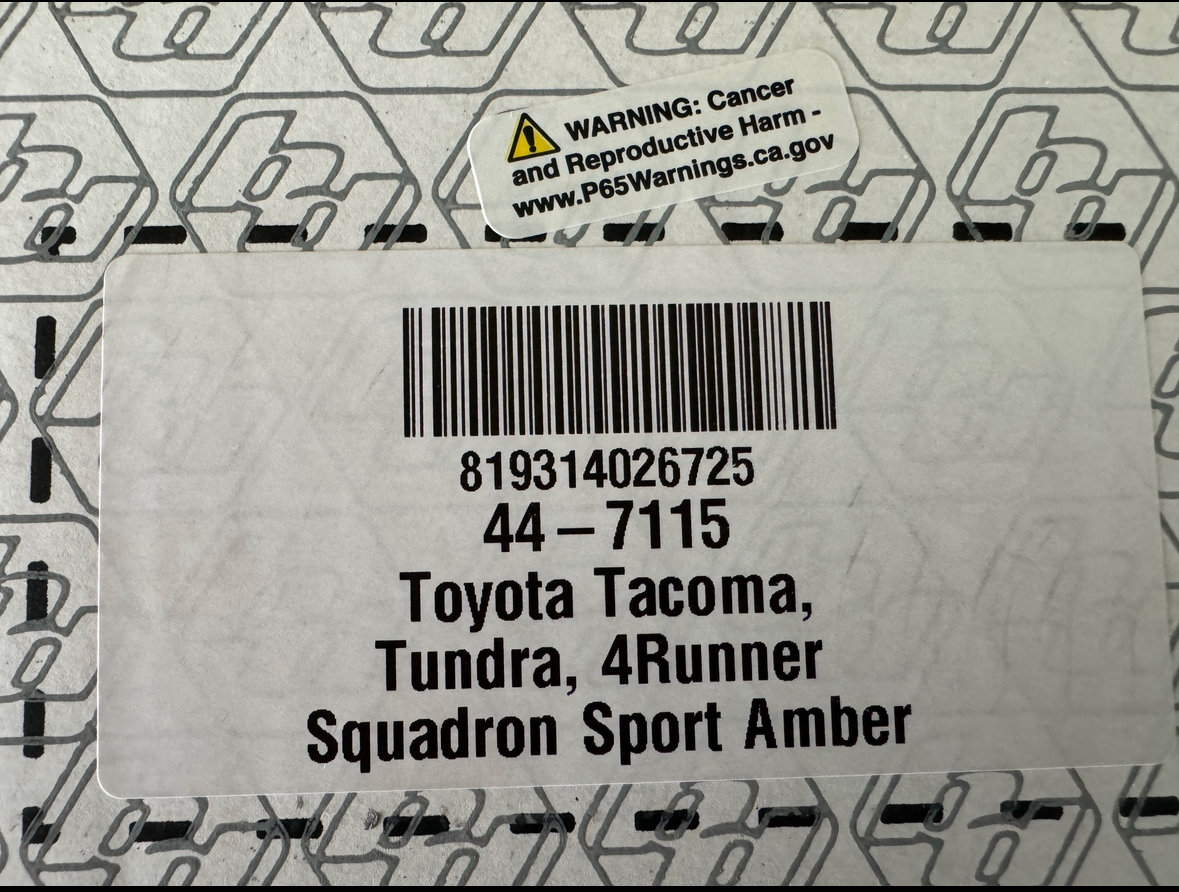 WARNING: Cancer
and Reproductive Harm -
www.P65Warnings.ca.gov
819314026725
44-7115
Toyota Tacoma,
Tundra, 4Runner
Squadron Sport Amber